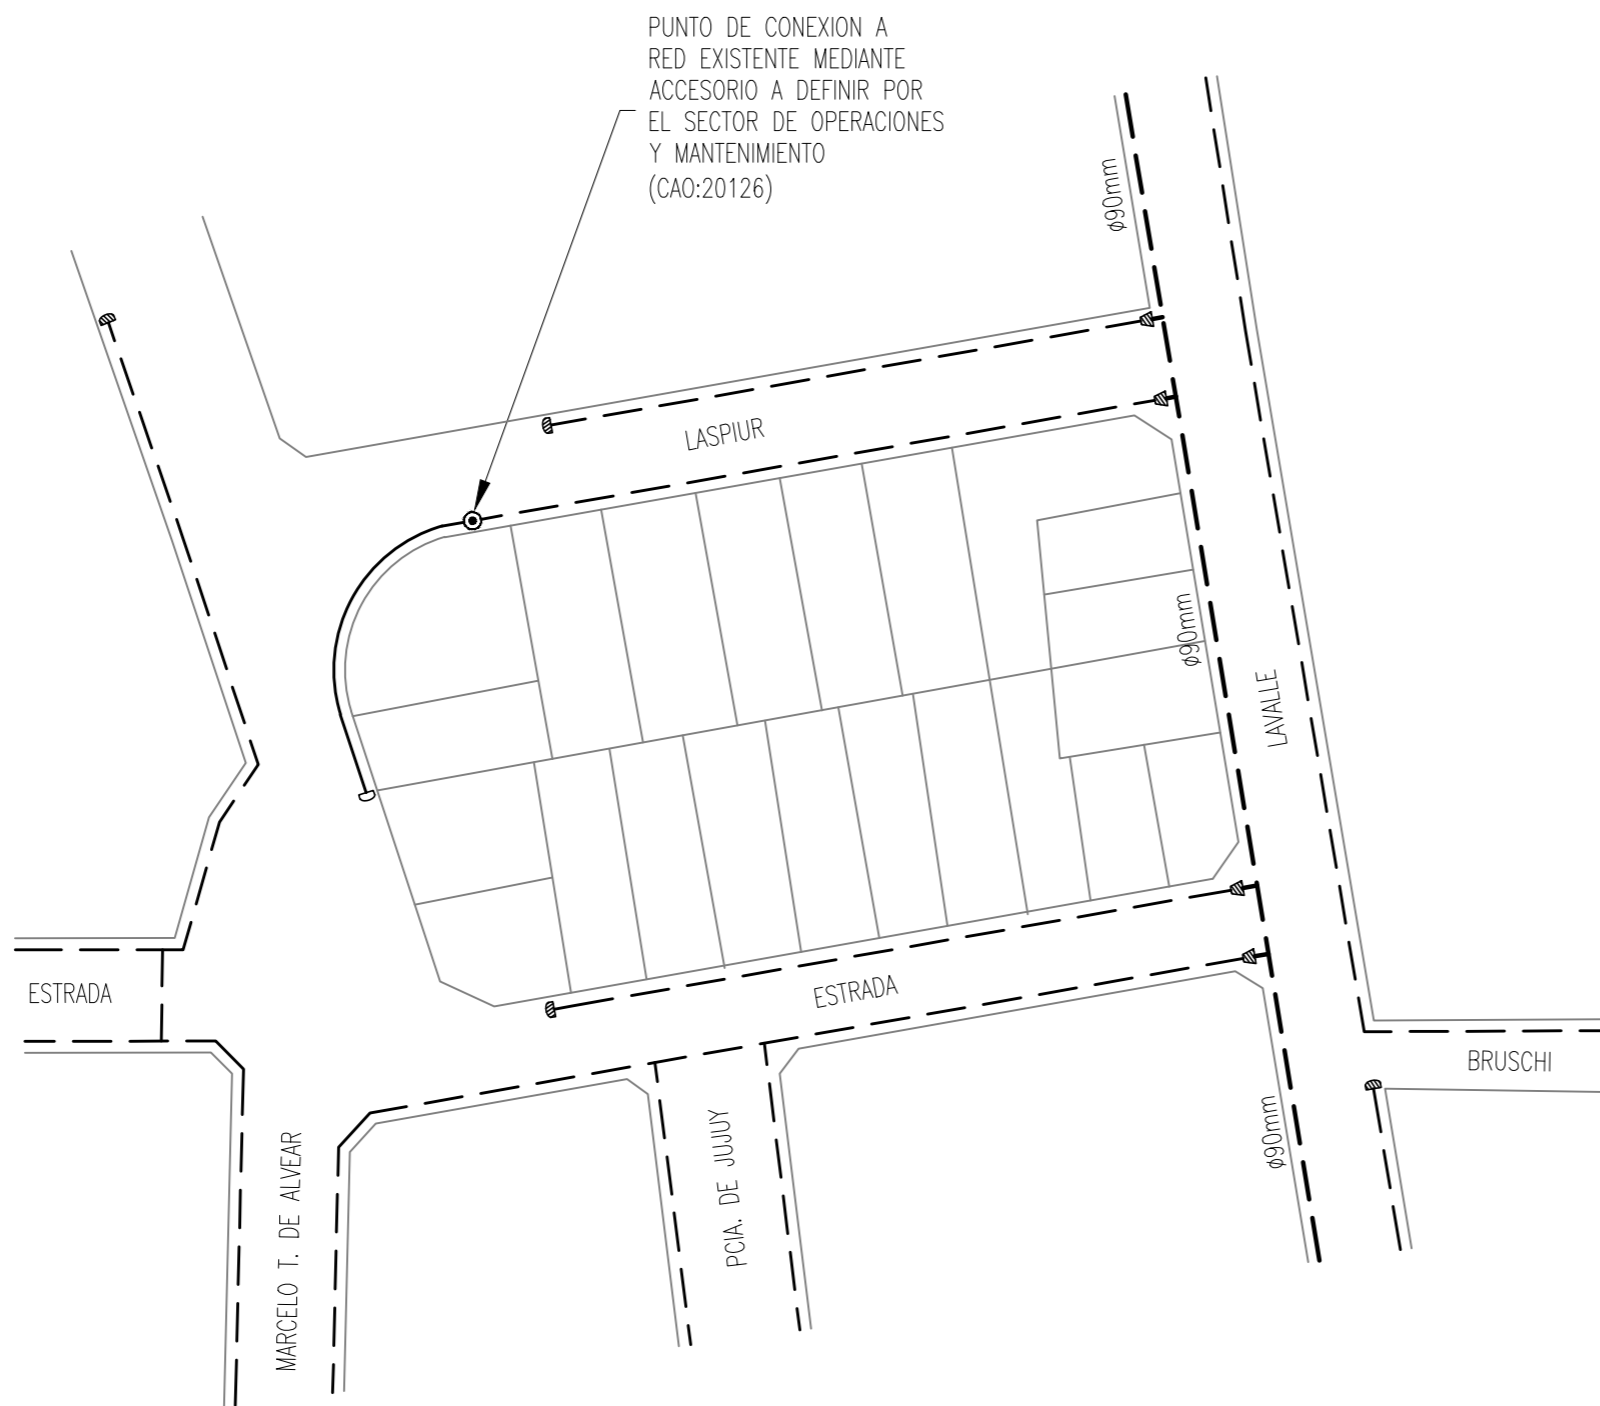 PUNTO DE CONEXION A
RED EXISTENTE MEDIANTE
ACCESORIO A DEFINIR POR
EL SECTOR DE OPERACIONES
Y MANTENIMIENTO
(CAO:20126)
ø90mm
LASPIUR
ø90mm
LAVALLE
ESTRADA
ESTRADA
BRUSCHI
ø90mm
PCIA. DE JUJUY
MARCELO T. DE ALVEAR